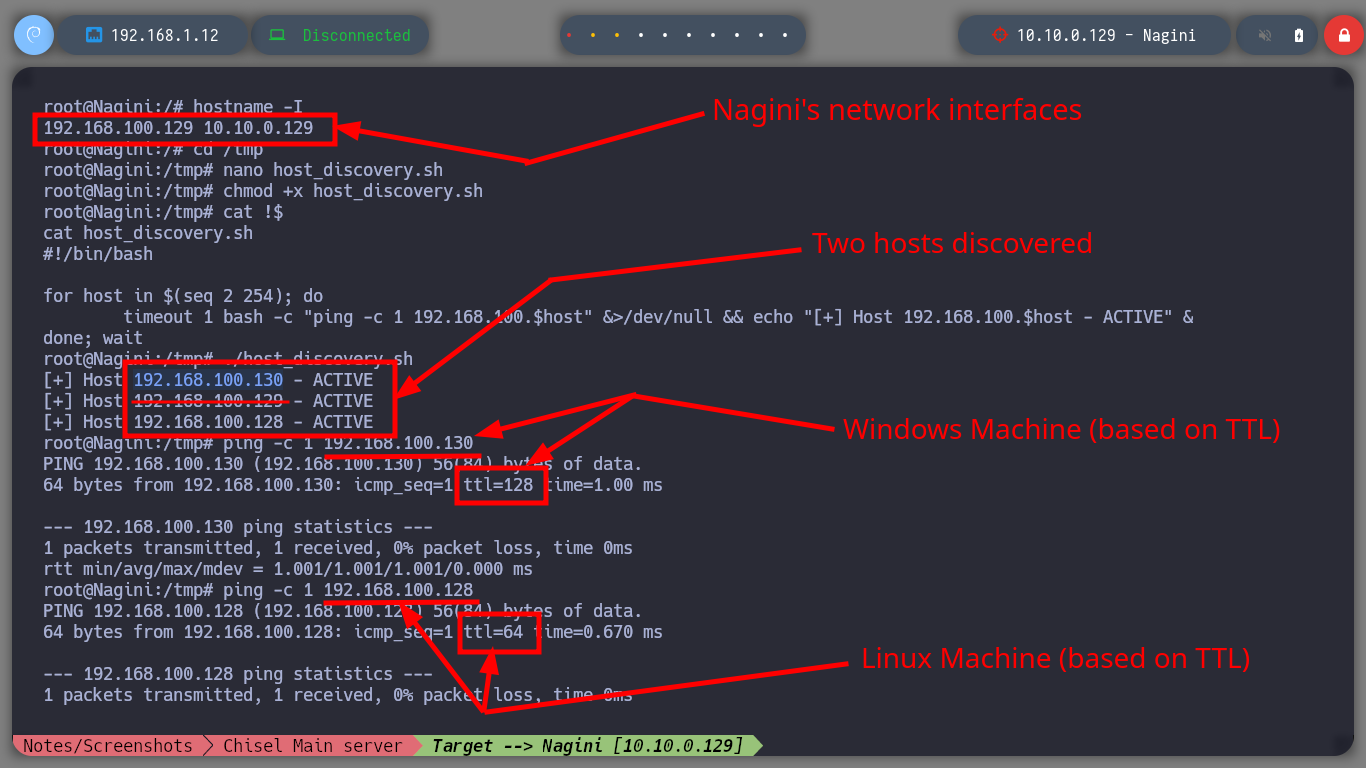 192.168.1.12
Disconnected
10.10.0.129 - Nagini
root@Nagini:/# hostname -I
192.168.100.129 10.10.0.129
Nagini's network interfaces
root@Nagini:/# cd /tmp
root@Nagini:/tmp# nano host_discovery.sh
root@Nagini:/tmp# chmod +x host_discovery.sh
root@Nagini:/tmp# cat !$
cat host_discovery.sh
#!/bin/bash
Two hosts discovered
for host in $(seq 2 254); do
timeout 1 bash -c "ping -c 1 192.168.100.$host" &>/dev/null && echo "[+] Host 192.168.100.$host - ACTIVE" &
done; wait
root@Nagini:/tmp# ./host_discovery.sh
[+] Host 192.168.100.130 - ACTIVE
[+] Host 192.168.100.129 - ACTIVE
[+] Host 192.168.100.128 - ACTIVE
root@Nagini:/tmp# ping -c 1 192.168.100.130
Windows Machine (based on TTL)
PING 192.168.100.130 (192.168.100.130) 56(84) bytes of data.
64 bytes from 192.168.100.130: icmp_seq=1 ttl=128 time=1.00 ms
--- 192.168.100.130 ping statistics ---
1 packets transmitted, 1 received, 0% packet loss, time 0ms
rtt min/avg/max/mdev = 1.001/1.001/1.001/0.000 ms
root@Nagini:/tmp# ping -c 1 192.168.100.128
PING 192.168.100.128 (192.168.100.128) 56(84) bytes of data.
64 bytes from 192.168.100.128: icmp_seq=1 ttl=64 time=0.670 ms
Linux Machine (based on TTL)
--- 192.168.100.128 ping statistics ---
1 packets transmitted, 1 received, 0% packet loss, time 0ms
Notes/Screenshots
Chisel Main server
Target --> Nagini [10.10.0.129]